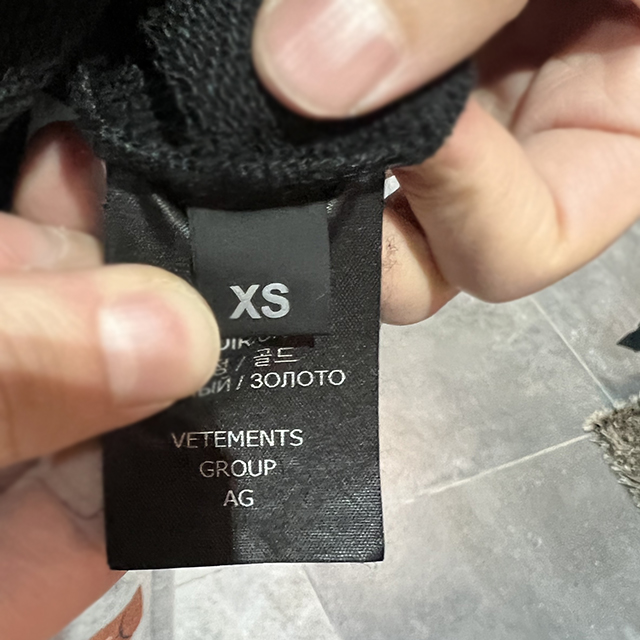 XS
/ 골드
/ ЗОЛОТО
VETEMENTS
GROUP
AG